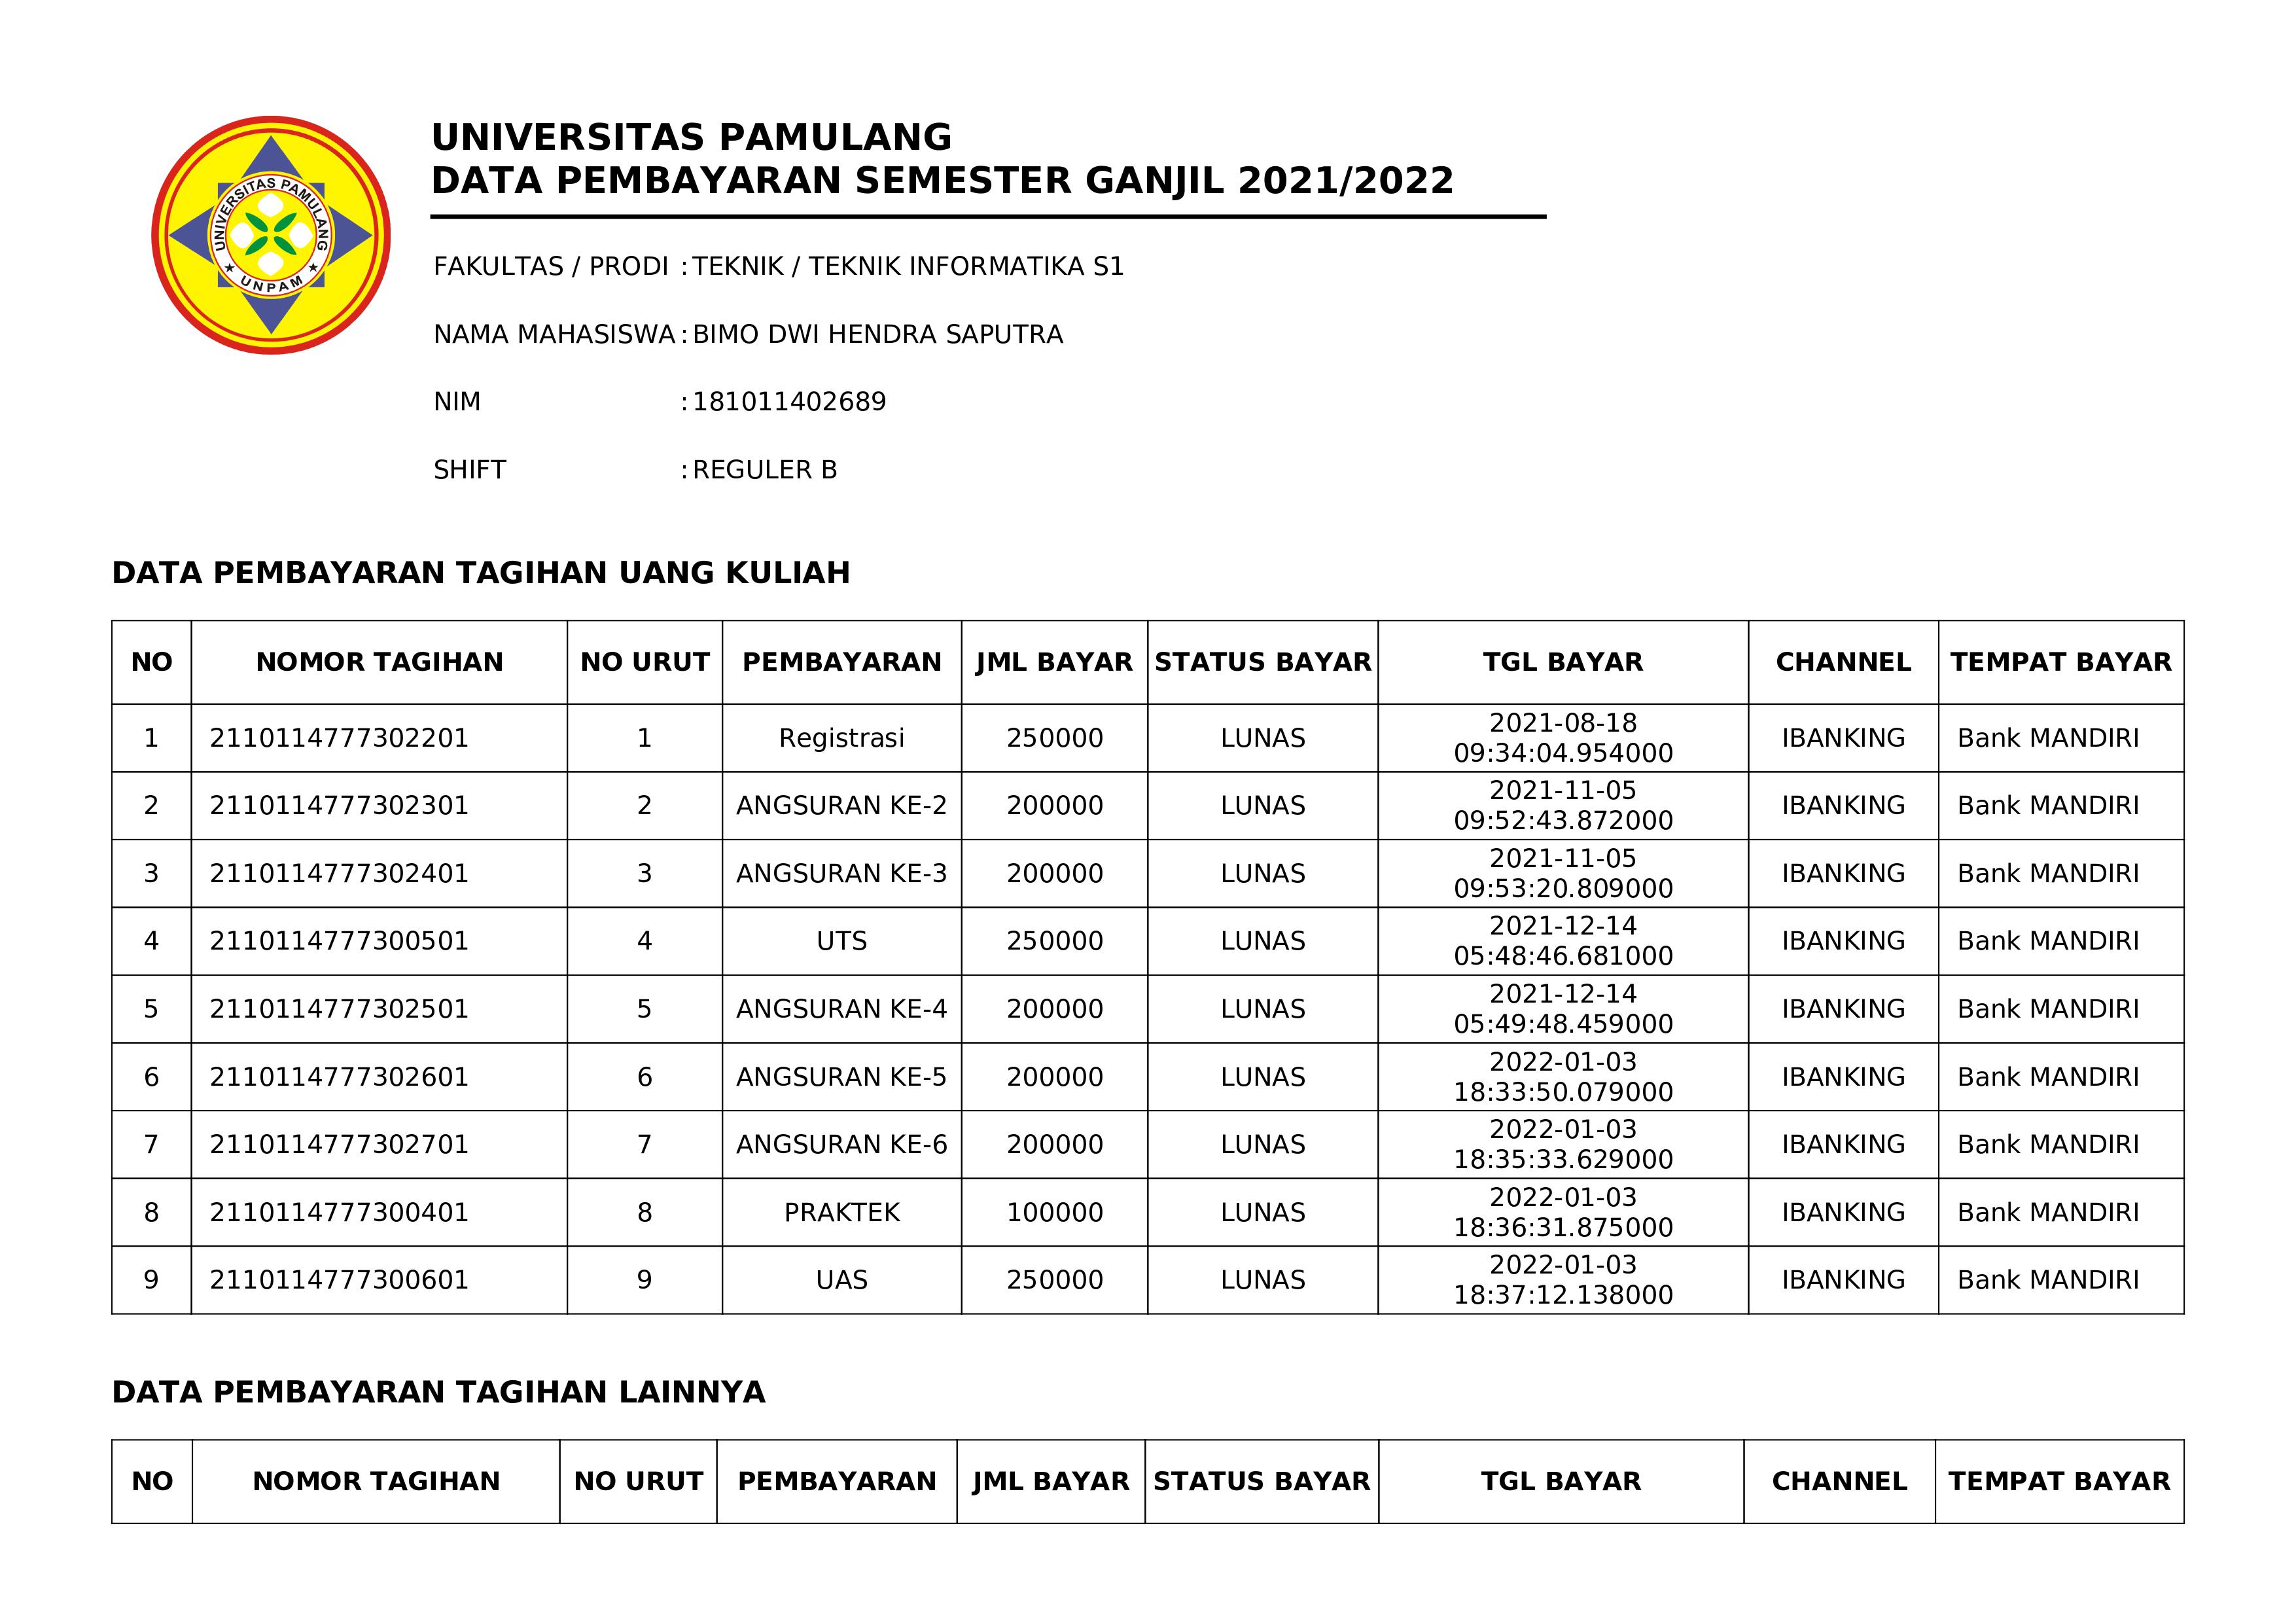 UNIVERSITAS PAMULANG
UNPAM
UNIVERSITAS PAMULANG
DATA PEMBAYARAN SEMESTER GANJIL 2021/2022
FAKULTAS / PRODI : TEKNIK / TEKNIK INFORMATIKA S1
NAMA MAHASISWA : BIMO DWI HENDRA SAPUTRA
NIM : 181011402689
SHIFT : REGULER B
DATA PEMBAYARAN TAGIHAN UANG KULIAH
NO NOMOR TAGIHAN NO URUT PEMBAYARAN JML BAYAR STATUS BAYAR TGL BAYAR CHANNEL TEMPAT BAYAR
1 2110114777302201 1 Registrasi 250000 LUNAS 2021-08-18 09:34:04.954000 IBANKING Bank MANDIRI
2 2110114777302301 2 ANGSURAN KE-2 200000 LUNAS 2021-11-05 09:52:43.872000 IBANKING Bank MANDIRI
3 2110114777302401 3 ANGSURAN KE-3 200000 LUNAS 2021-11-05 09:53:20.809000 IBANKING Bank MANDIRI
4 2110114777300501 4 UTS 250000 LUNAS 2021-12-14 05:48:46.681000 IBANKING Bank MANDIRI
5 2110114777302501 5 ANGSURAN KE-4 200000 LUNAS 2021-12-14 05:49:48.459000 IBANKING Bank MANDIRI
6 2110114777302601 6 ANGSURAN KE-5 200000 LUNAS 2022-01-03 18:33:50.079000 IBANKING Bank MANDIRI
7 2110114777302701 7 ANGSURAN KE-6 200000 LUNAS 2022-01-03 18:35:33.629000 IBANKING Bank MANDIRI
8 2110114777300401 8 PRAKTEK 100000 LUNAS 2022-01-03 18:36:31.875000 IBANKING Bank MANDIRI
9 2110114777300601 9 UAS 250000 LUNAS 2022-01-03 18:37:12.138000 IBANKING Bank MANDIRI
DATA PEMBAYARAN TAGIHAN LAINNYA
NO NOMOR TAGIHAN NO URUT PEMBAYARAN JML BAYAR STATUS BAYAR TGL BAYAR CHANNEL TEMPAT BAYAR